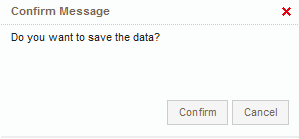 Confirm Message
Do you want to save the data?
Confirm Cancel